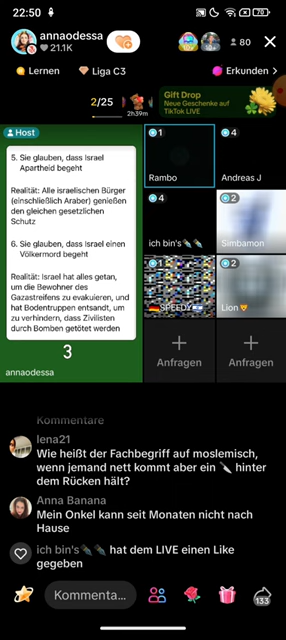 22:50
70
annaodessa
21.1K
80
Lernen
Liga C3
Erkunden >
2/25
2h39m
Gift Drop
Neue Geschenke auf
TikTok LIVE
Host
5. Sie glauben, dass Israel
Apartheid begeht
Realität: Alle israelischen Bürger
(einschließlich Araber) genießen
den gleichen gesetzlichen
Schutz
6. Sie glauben, dass Israel einen
Völkermord begeht
Realität: Israel hat alles getan,
um die Bewohner des
Gazastreifens zu evakuieren, und
hat Bodentruppen entsandt, um
zu verhindern, dass Zivilisten
durch Bomben getötet werden
3
annaodessa
1
Rambo
4
Andreas J
4
ich bin's
2
Simbamon
SPEEDY
2
Lion
Anfragen
Anfragen
Kommentare
lena21
Wie heißt der Fachbegriff auf moslemisch,
wenn jemand nett kommt aber ein 🔪 hinter
dem Rücken hält?
Anna Banana
Mein Onkel kann seit Monaten nicht nach
Hause
ich bin's hat dem LIVE einen Like
gegeben
Kommenta...
133